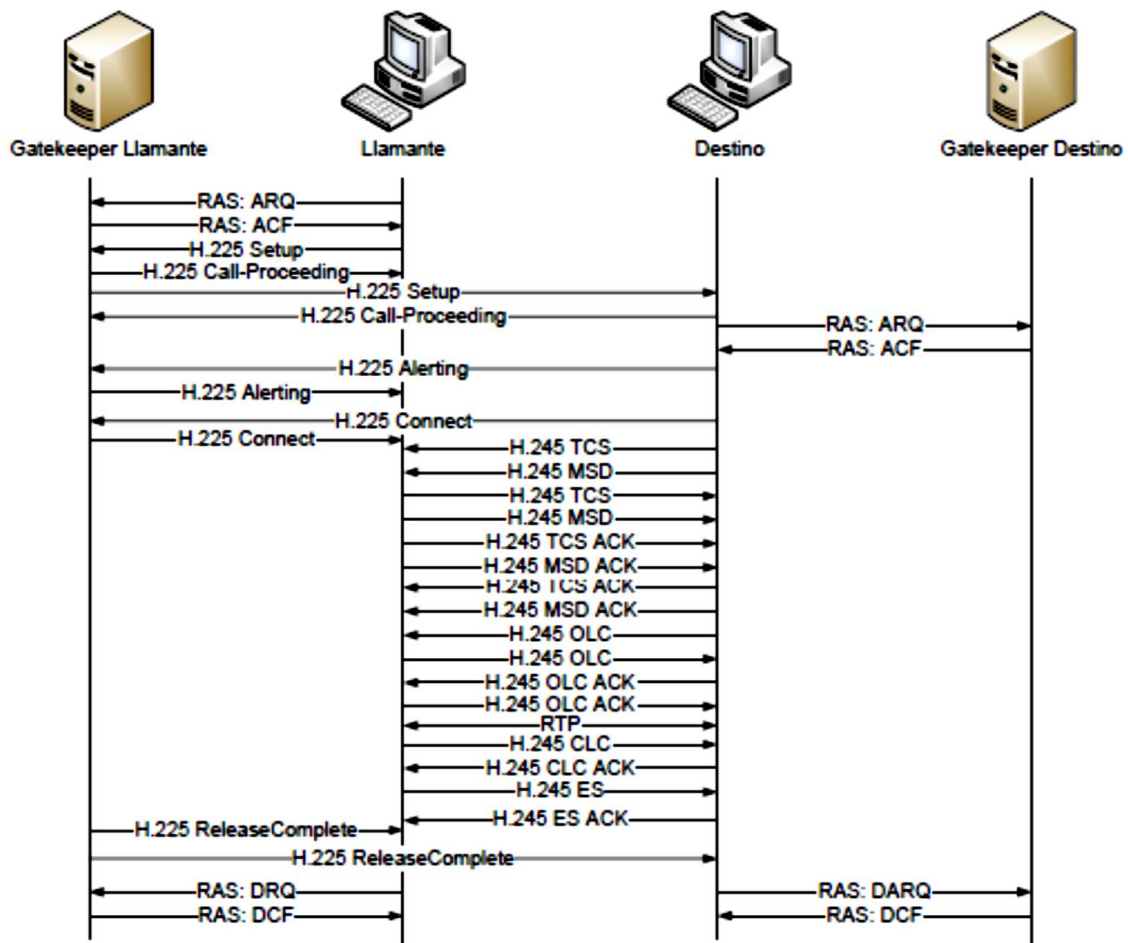 Gatekeeper Llamante
Llamante
Destino
Gatekeeper Destino
RAS: ARQ
RAS: ACF
H.225 Setup
H.225 Call-Proceeding
H.225 Setup
H.225 Call-Proceeding
RAS: ARQ
RAS: ACF
H.225 Alerting
H.225 Alerting
H.225 Connect
H.225 Connect
H.245 TCS
H.245 MSD
H.245 TCS
H.245 MSD
H.245 TCS ACK
H.245 MSD ACK
H.245 TCS ACK
H.245 MSD ACK
H.245 OLC
H.245 OLC
H.245 OLC ACK
H.245 OLC ACK
RTP
H.245 CLC
H.245 CLC ACK
H.245 ES
H.245 ES ACK
H.225 ReleaseComplete
H.225 ReleaseComplete
RAS: DRQ
RAS: DARQ
RAS: DCF
RAS: DCF